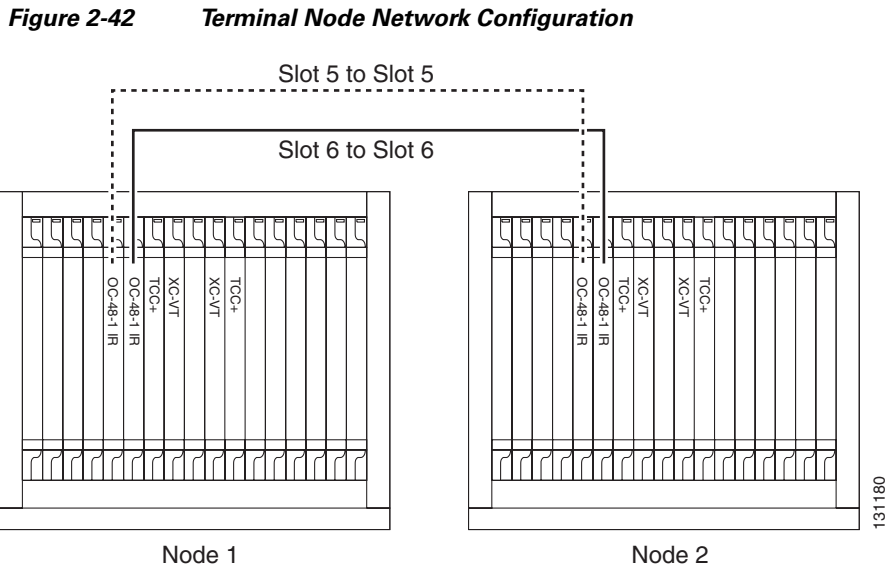 Figure 2-42 Terminal Node Network Configuration
Slot 5 to Slot 5
Slot 6 to Slot 6
OC-48-1 IR
OC-48-1 IR
TCC+
XC-VT
XC-VT
TCC+
OC-48-1 IR
OC-48-1 IR
TCC+
XC-VT
XC-VT
TCC+
Node 1
Node 2
131180